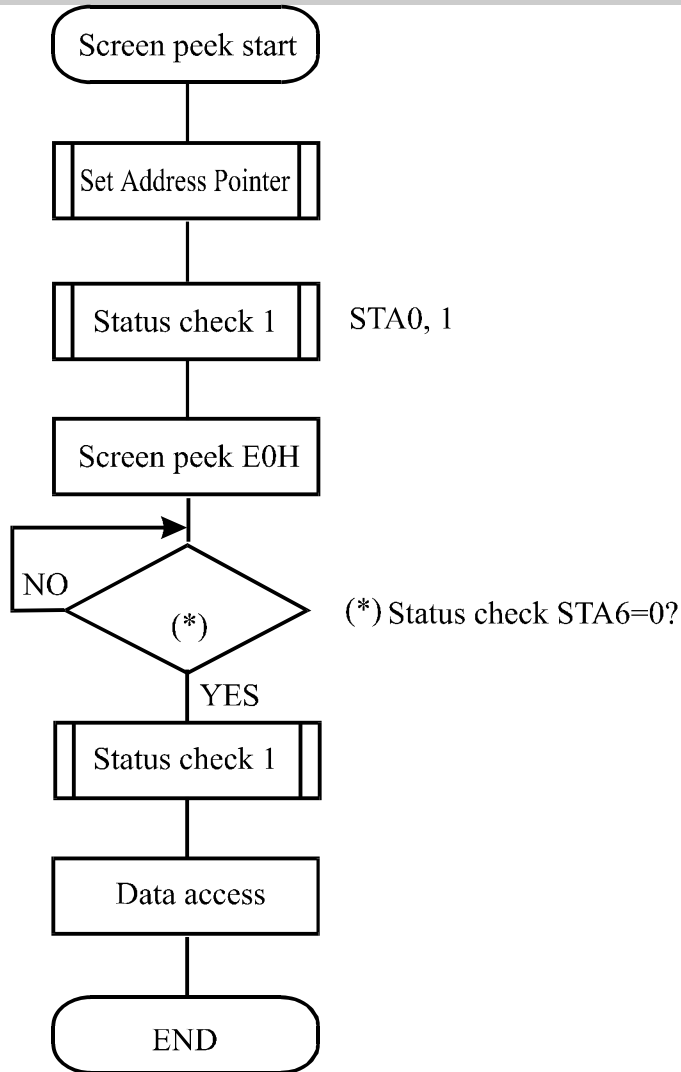 Screen peek start
Set Address Pointer
Status check 1
STA0, 1
Screen peek E0H
NO
(*)
(*) Status check STA6=0?
YES
Status check 1
Data access
END